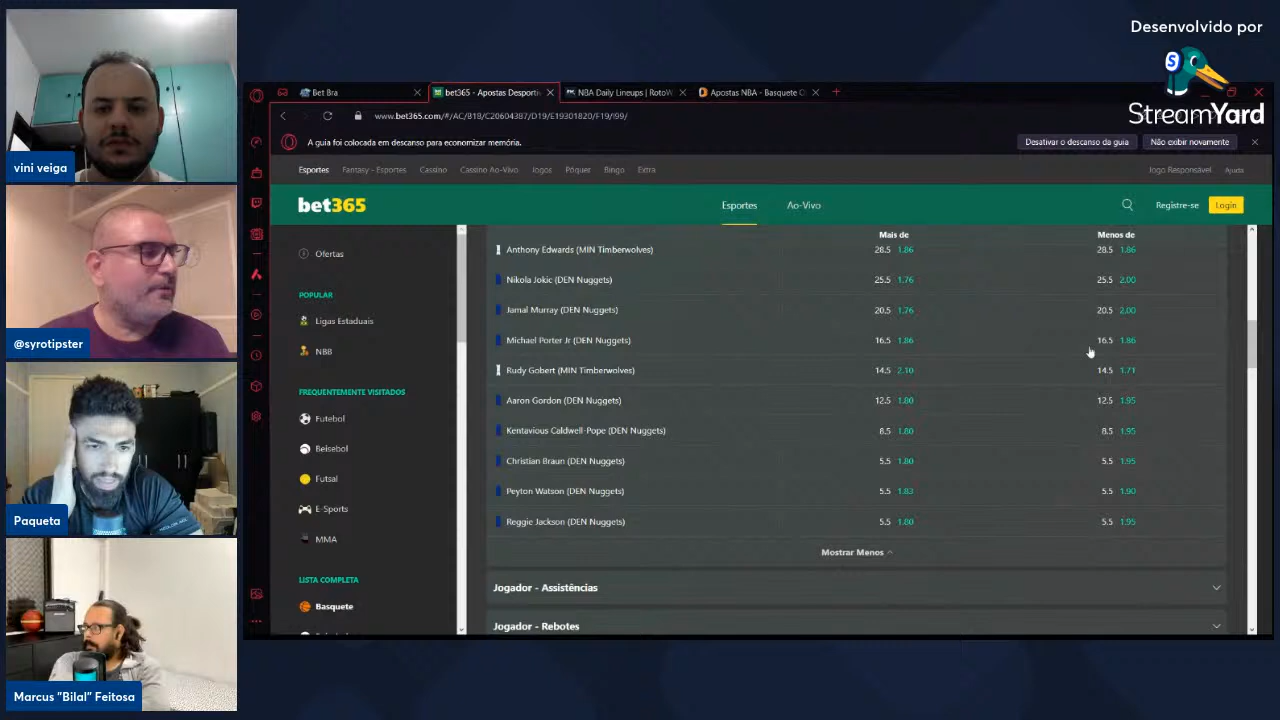 Desenvolvido por
StreamYard
vini veiga
@syrotipster
Paqueta
Marcus "Bilal" Feitosa
Bet Bra
bet365 - Apostas Desporti
NBA Daily Lineups | RotoW
Apostas NBA - Basquete O
www.bet365.com/#/AC/B18/C20604387/D19/E19301820/F19/I99/
A guia foi colocada em descanso para economizar memória.
Desativar o descanso da guia
Não exibir novamente
Esportes Fantasy - Esportes Cassino Cassino Ao-Vivo Jogos Pôquer Bingo Extra
Jogo Responsável Ajuda
bet365
Esportes Ao-Vivo
Registre-se Login
Ofertas
POPULAR
Ligas Estaduais
NBB
FREQUENTEMENTE VISITADOS
Futebol
Beisebol
Futsal
E-Sports
MMA
LISTA COMPLETA
Basquete
Mais de Menos de
Anthony Edwards (MIN Timberwolves) 28.5 1.86 28.5 1.86
Nikola Jokic (DEN Nuggets) 25.5 1.76 25.5 2.00
Jamal Murray (DEN Nuggets) 20.5 1.76 20.5 2.00
Michael Porter Jr (DEN Nuggets) 16.5 1.86 16.5 1.86
Rudy Gobert (MIN Timberwolves) 14.5 2.10 14.5 1.71
Aaron Gordon (DEN Nuggets) 12.5 1.80 12.5 1.95
Kentavious Caldwell-Pope (DEN Nuggets) 8.5 1.80 8.5 1.95
Christian Braun (DEN Nuggets) 5.5 1.80 5.5 1.95
Peyton Watson (DEN Nuggets) 5.5 1.83 5.5 1.90
Reggie Jackson (DEN Nuggets) 5.5 1.80 5.5 1.95
Mostrar Menos
Jogador - Assistências
Jogador - Rebotes